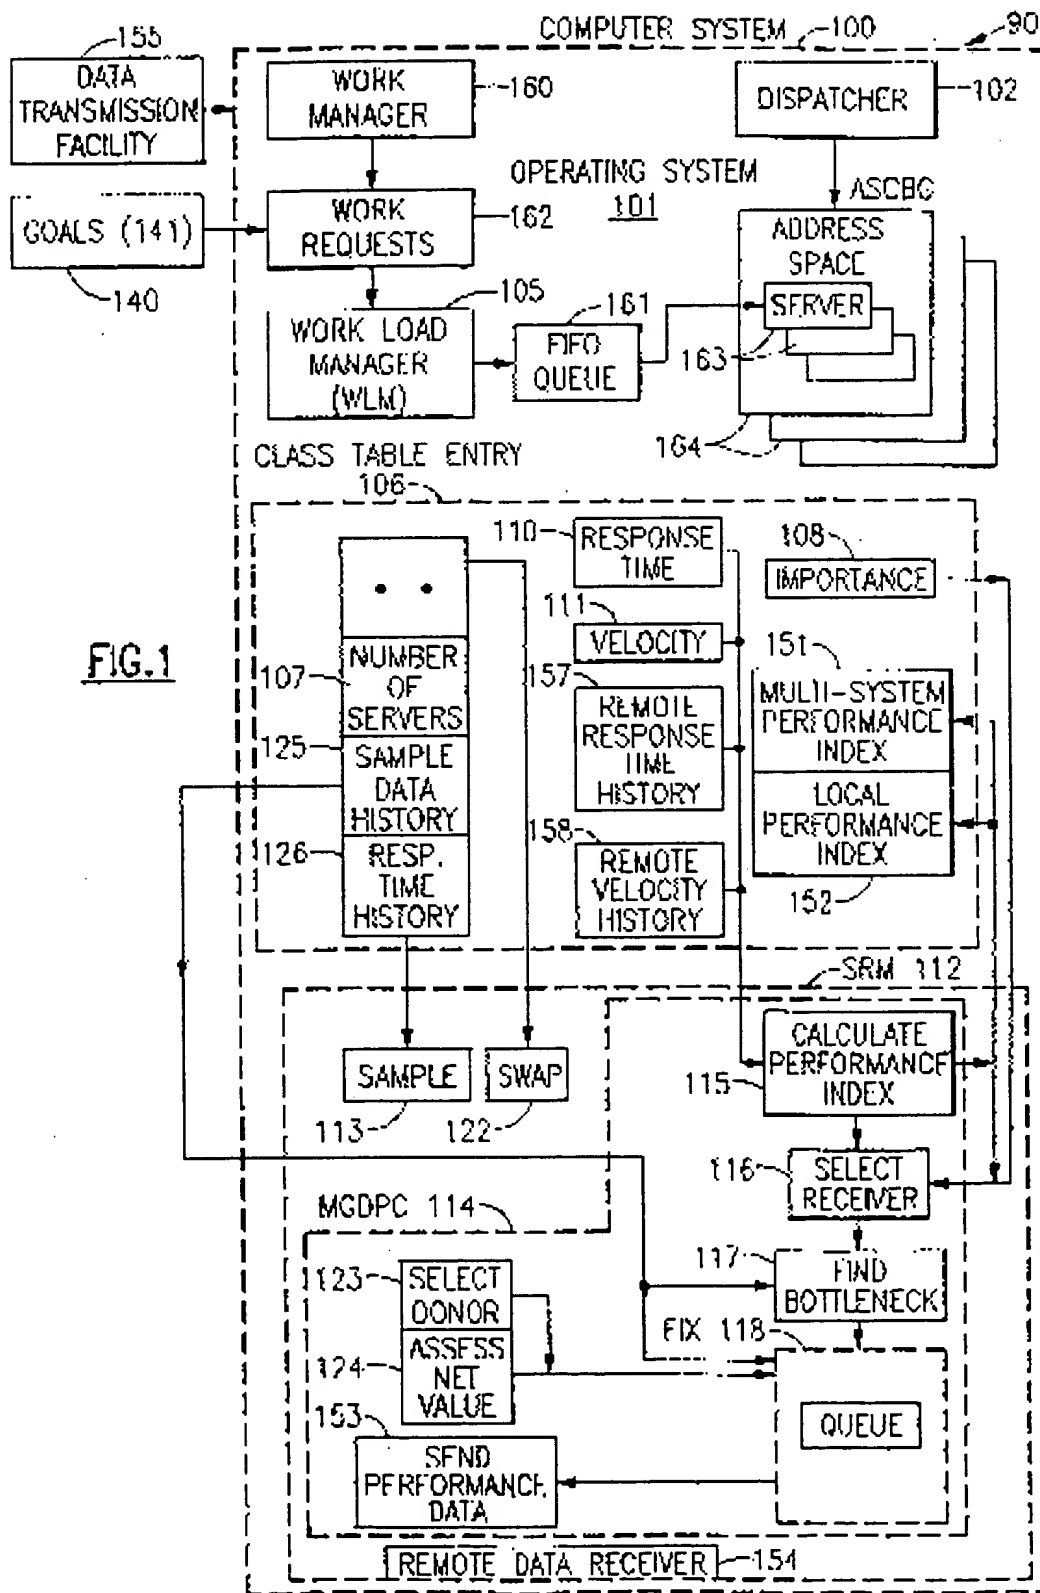 COMPUTER SYSTEM 100
90
155
DATA
TRANSMISSION
FACILITY
WORK
MANAGER
160
DISPATCHER
102
OPERATING SYSTEM
101
ASCBC
GOALS (141)
140
WORK
REQUESTS
162
ADDRESS
SPACE
SERVER
163
164
105
WORK LOAD
MANAGER
(WLM)
161
FIFO
QUEUE
CLASS TABLE ENTRY
106
110
RESPONSE
TIME
108
IMPORTANCE
111
VELOCITY
FIG.1
107
NUMBER
OF
SERVERS
125
SAMPLE
DATA
HISTORY
126
RESP.
TIME
HISTORY
157
REMOTE
RESPONSE
TIME
HISTORY
158
REMOTE
VELOCITY
HISTORY
151
MULTI-SYSTEM
PERFORMANCE
INDEX
LOCAL
PERFORMANCE
INDEX
152
SRM 112
SAMPLE
113
SWAP
122
CALCULATE
PERFORMANCE
INDEX
115
116
SELECT
RECEIVER
MGDPC 114
117
FIND
BOTTLENECK
123
SELECT
DONOR
124
ASSESS
NET
VALUE
FIX 118
QUEUE
153
SEND
PERFORMANCE
DATA
REMOTE DATA RECEIVER
154